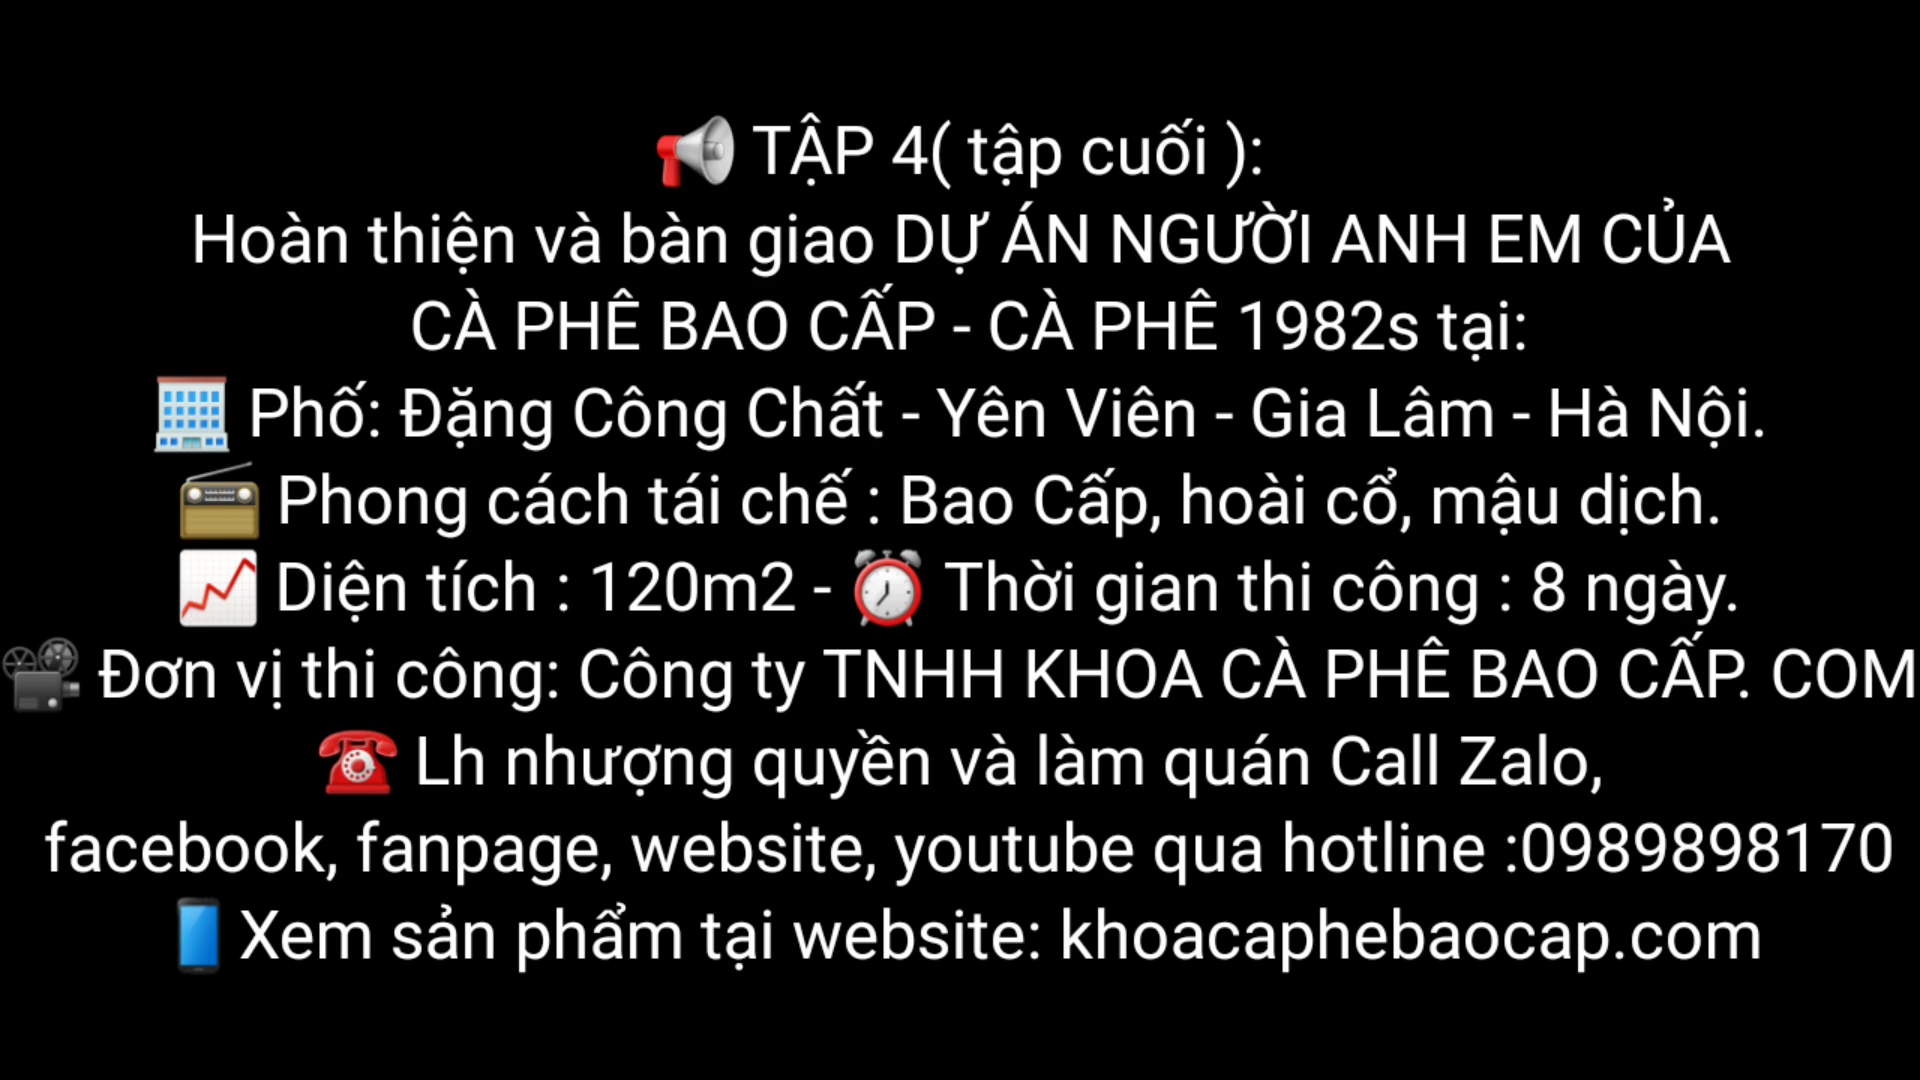 📢 TẬP 4( tập cuối ):
Hoàn thiện và bàn giao DỰ ÁN NGƯỜI ANH EM CỦA
CÀ PHÊ BAO CẤP - CÀ PHÊ 1982s tại:
🏢 Phố: Đặng Công Chất - Yên Viên - Gia Lâm - Hà Nội.
📻 Phong cách tái chế : Bao Cấp, hoài cổ, mậu dịch.
📈 Diện tích : 120m2 - ⏰ Thời gian thi công : 8 ngày.
📽 Đơn vị thi công: Công ty TNHH KHOA CÀ PHÊ BAO CẤP. COM
☎️ Lh nhượng quyền và làm quán Call Zalo,
facebook, fanpage, website, youtube qua hotline :0989898170
📱 Xem sản phẩm tại website: khoacaphebaocap.com